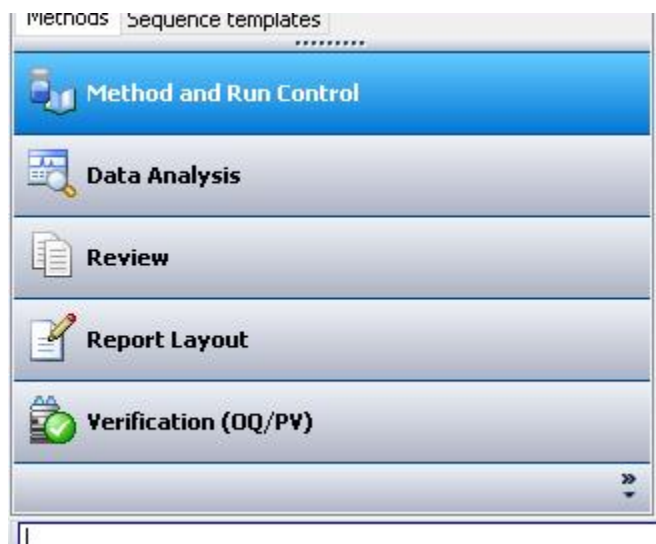 Methods Sequence templates
Method and Run Control
Data Analysis
Review
Report Layout
Verification (OQ/PV)